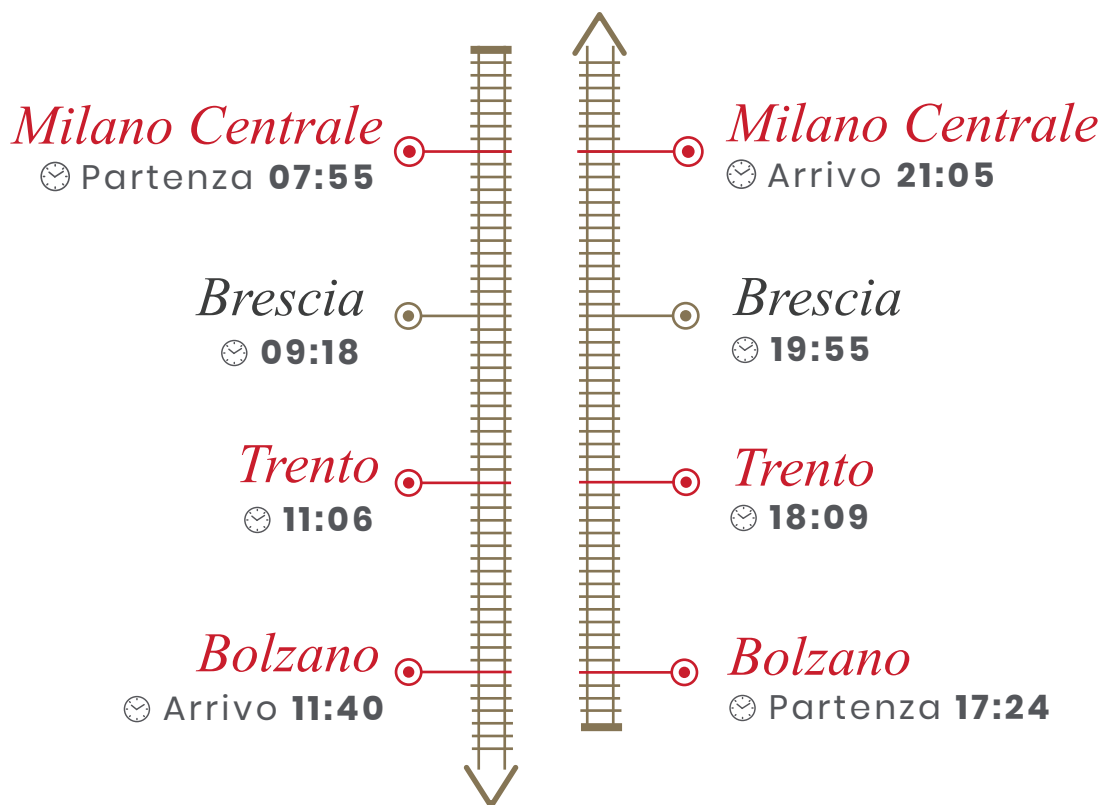 Milano Centrale
Partenza 07:55
Brescia
09:18
Trento
11:06
Bolzano
Arrivo 11:40
Milano Centrale
Arrivo 21:05
Brescia
19:55
Trento
18:09
Bolzano
Partenza 17:24